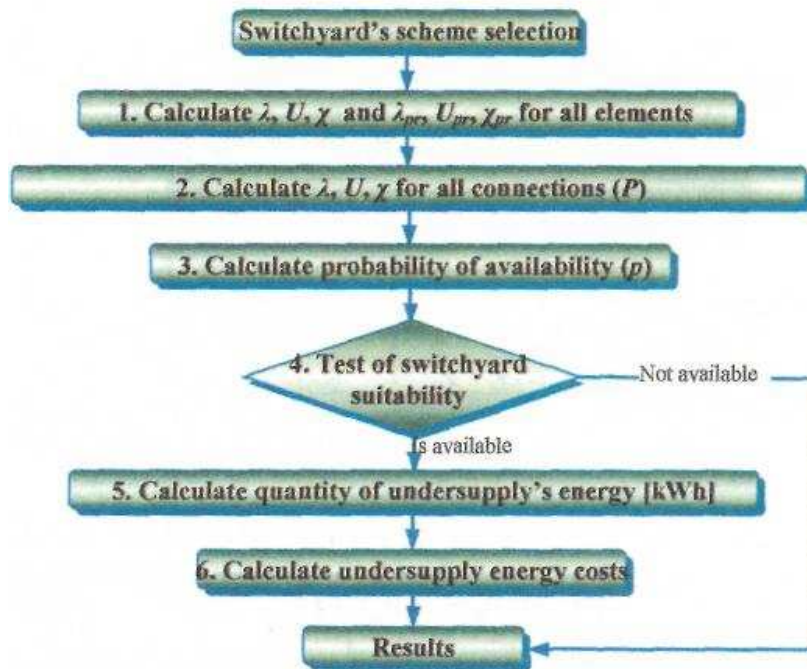 Switchyard's scheme selection
1. Calculate λ, U, χ and λpr, Upr, χpr for all elements
2. Calculate λ, U, χ for all connections (P)
3. Calculate probability of availability (p)
4. Test of switchyard
suitability
Not available
Is available
5. Calculate quantity of undersupply's energy [kWh]
6. Calculate undersupply energy costs
Results